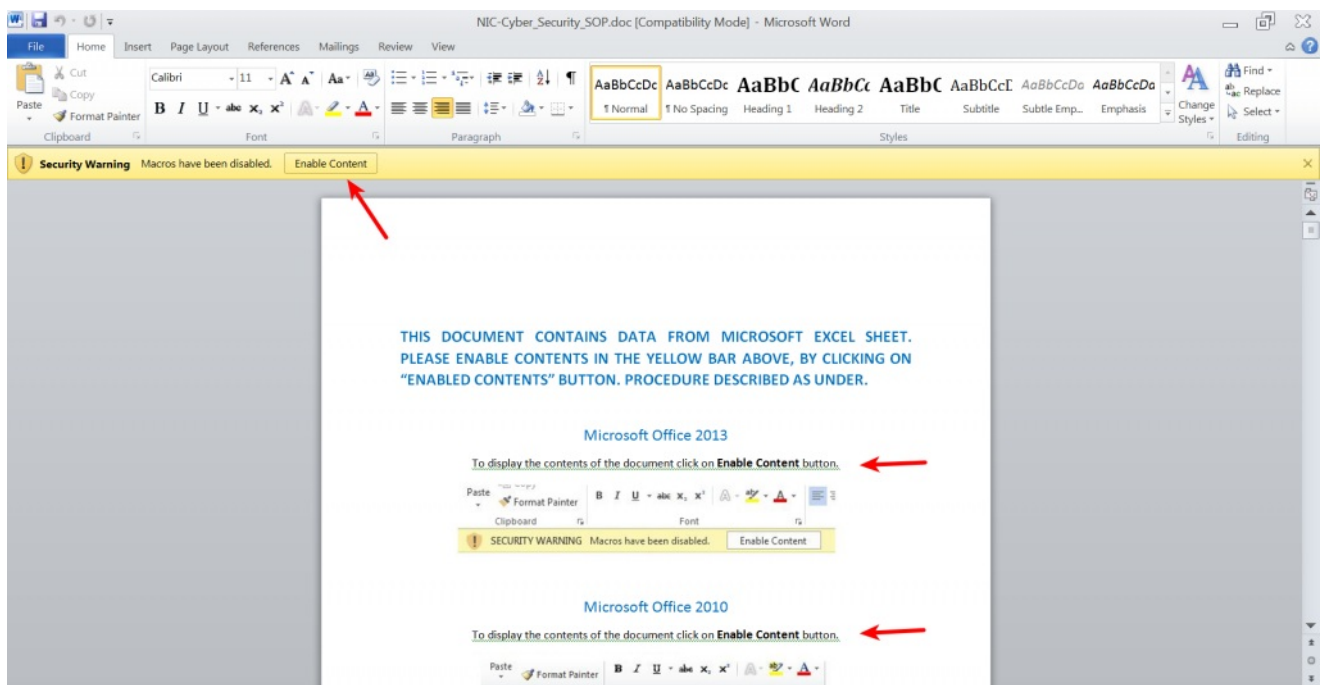 NIC-Cyber_Security_SOP.doc [Compatibility Mode] - Microsoft Word
File Home Insert Page Layout References Mailings Review View
Paste Cut Copy Format Painter
Calibri 11
Clipboard Font Paragraph Styles Editing
AaBbCcDc AaBbCcDc AaBbC AaBbCc AaBbC AaBbCcD AaBbCcDa AaBbCcDa
¶ Normal ¶ No Spacing Heading 1 Heading 2 Title Subtitle Subtle Emp... Emphasis
Change Styles
Find
Replace
Select
Security Warning Macros have been disabled. Enable Content
THIS DOCUMENT CONTAINS DATA FROM MICROSOFT EXCEL SHEET.
PLEASE ENABLE CONTENTS IN THE YELLOW BAR ABOVE, BY CLICKING ON
“ENABLED CONTENTS” BUTTON. PROCEDURE DESCRIBED AS UNDER.
Microsoft Office 2013
To display the contents of the document click on Enable Content button.
Paste Format Painter
Clipboard Font
SECURITY WARNING Macros have been disabled. Enable Content
Microsoft Office 2010
To display the contents of the document click on Enable Content button.
Paste Format Painter